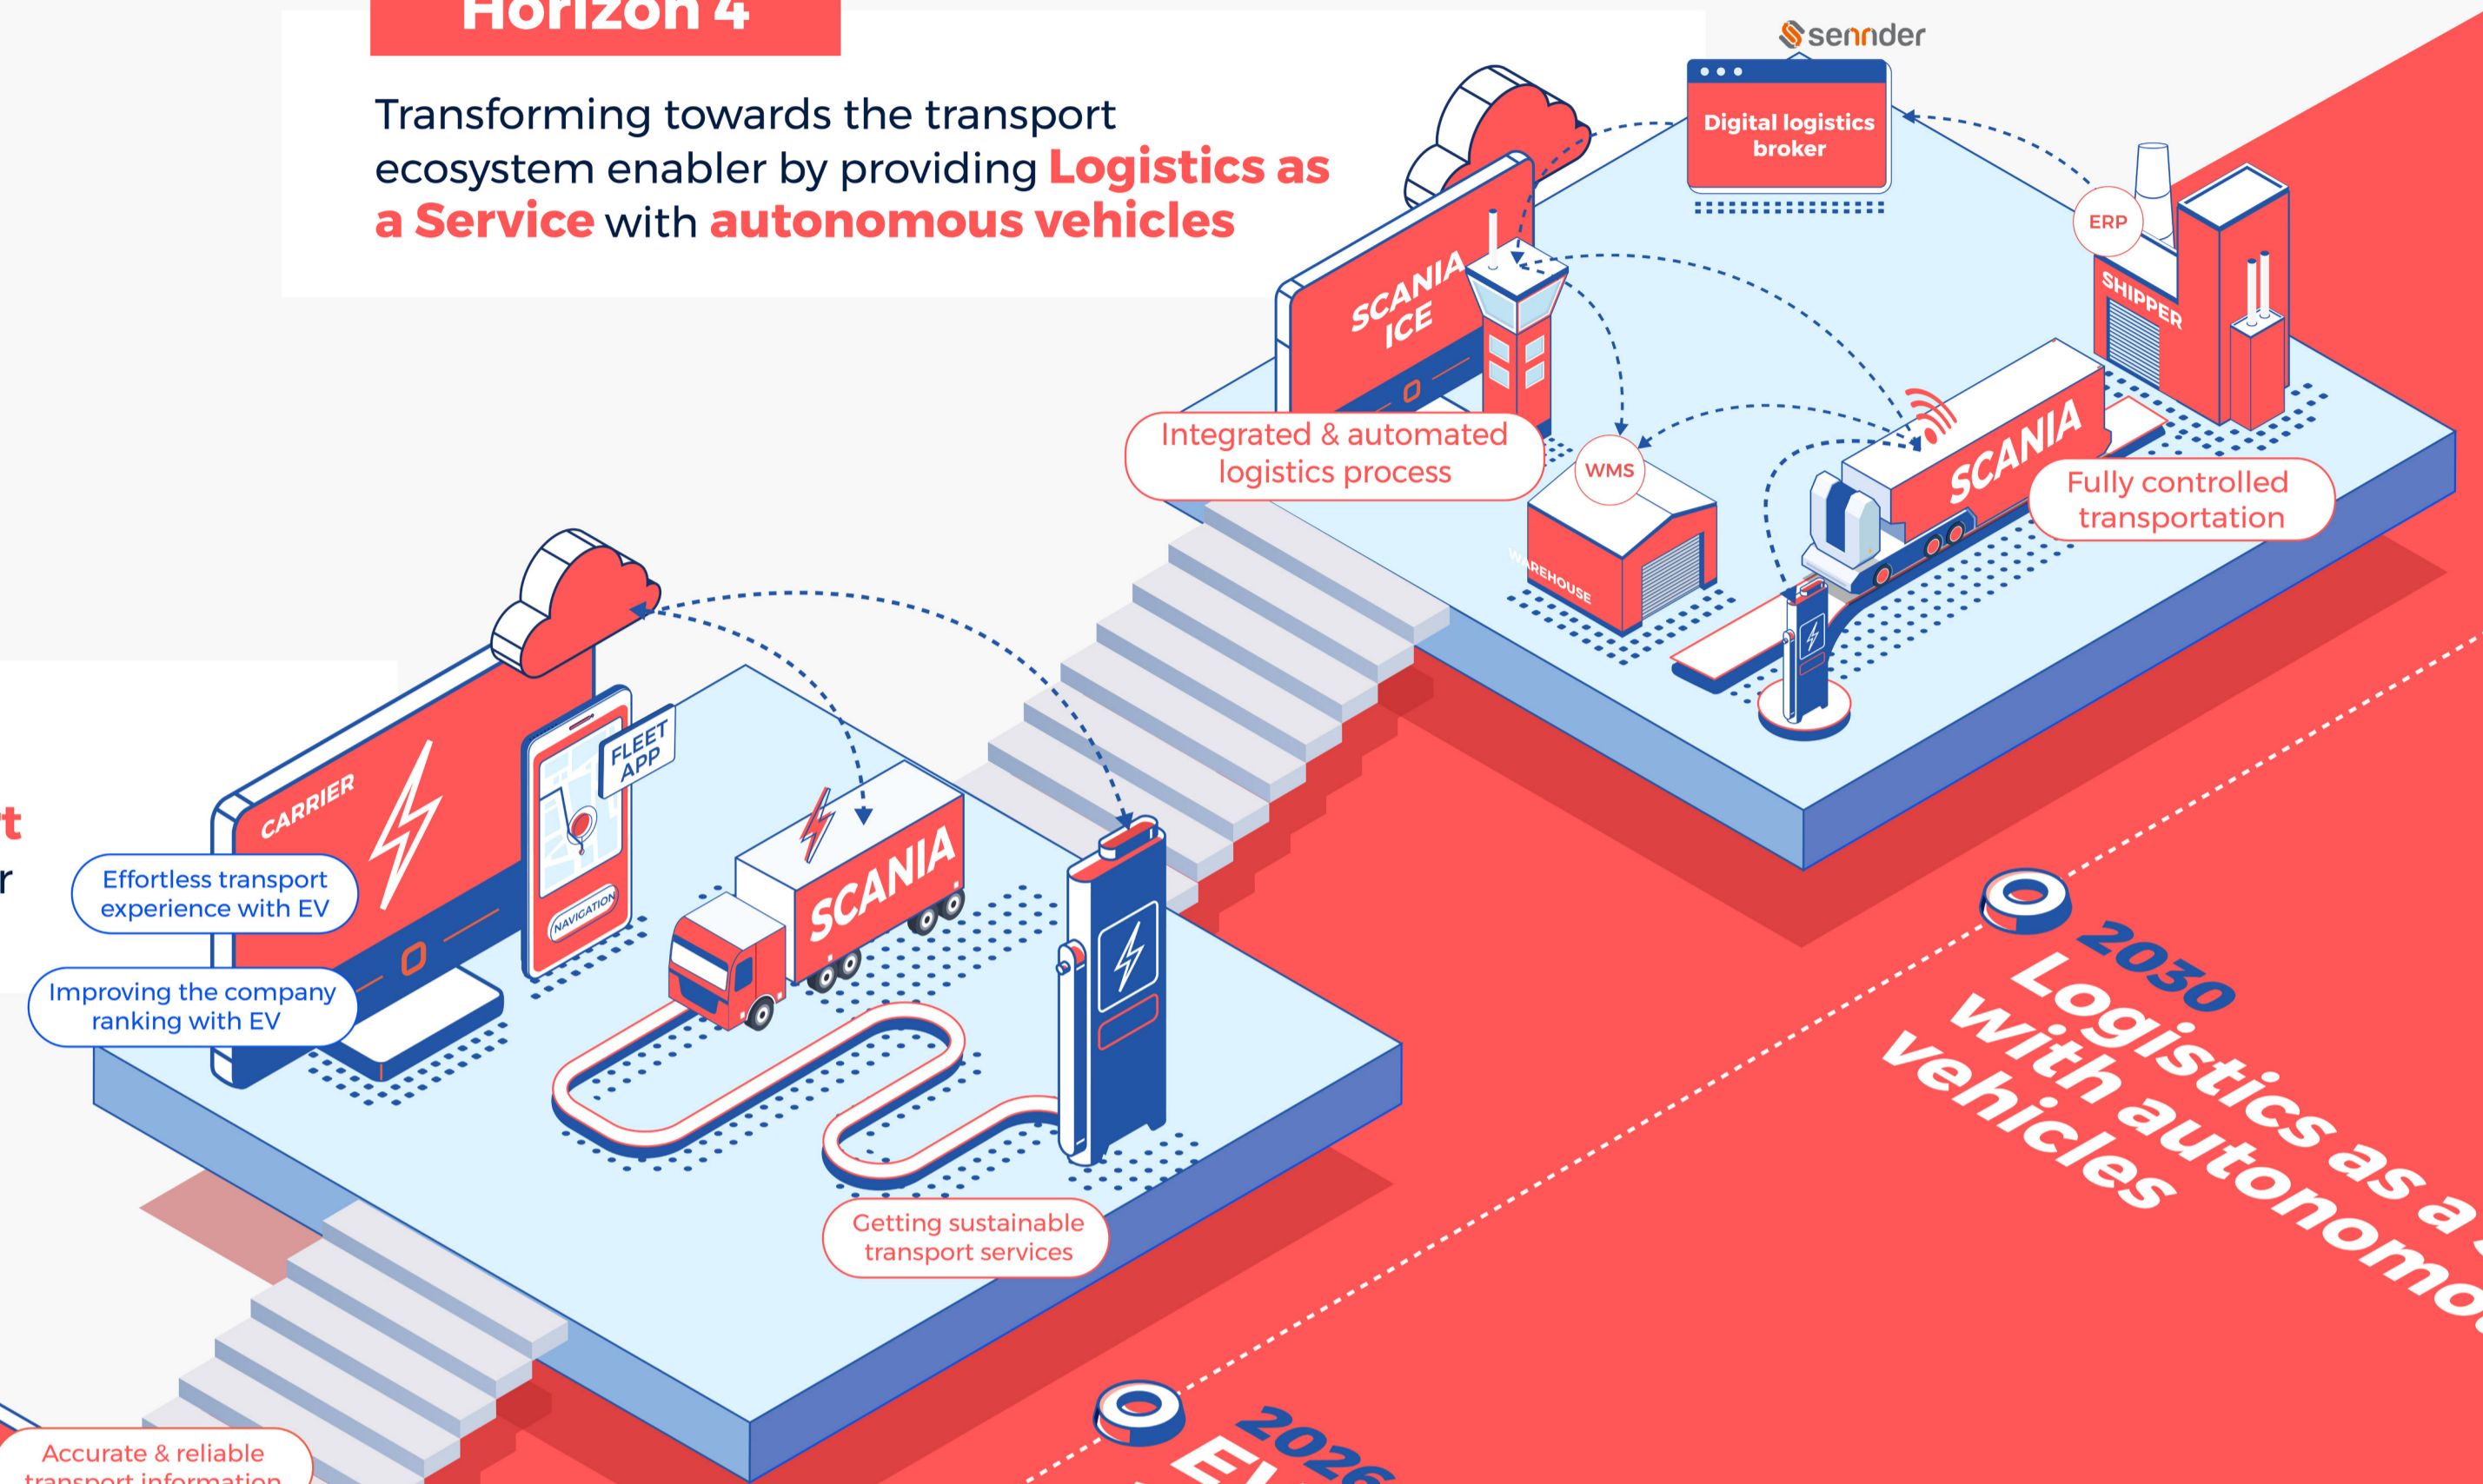 Horizon 4
Transforming towards the transport
ecosystem enabler by providing Logistics as
a Service with autonomous vehicles
sennder
Digital logistics
broker
ERP
SHIPPER
SCANIA
ICE
Integrated & automated
logistics process
WMS
WAREHOUSE
SCANIA
Fully controlled
transportation
CARRIER
FLEET
APP
NAVIGATION
SCANIA
Effortless transport
experience with EV
Improving the company
ranking with EV
Getting sustainable
transport services
2030
Logistics as a
with
vehicles
2026
EV
Accurate & reliable
transport information